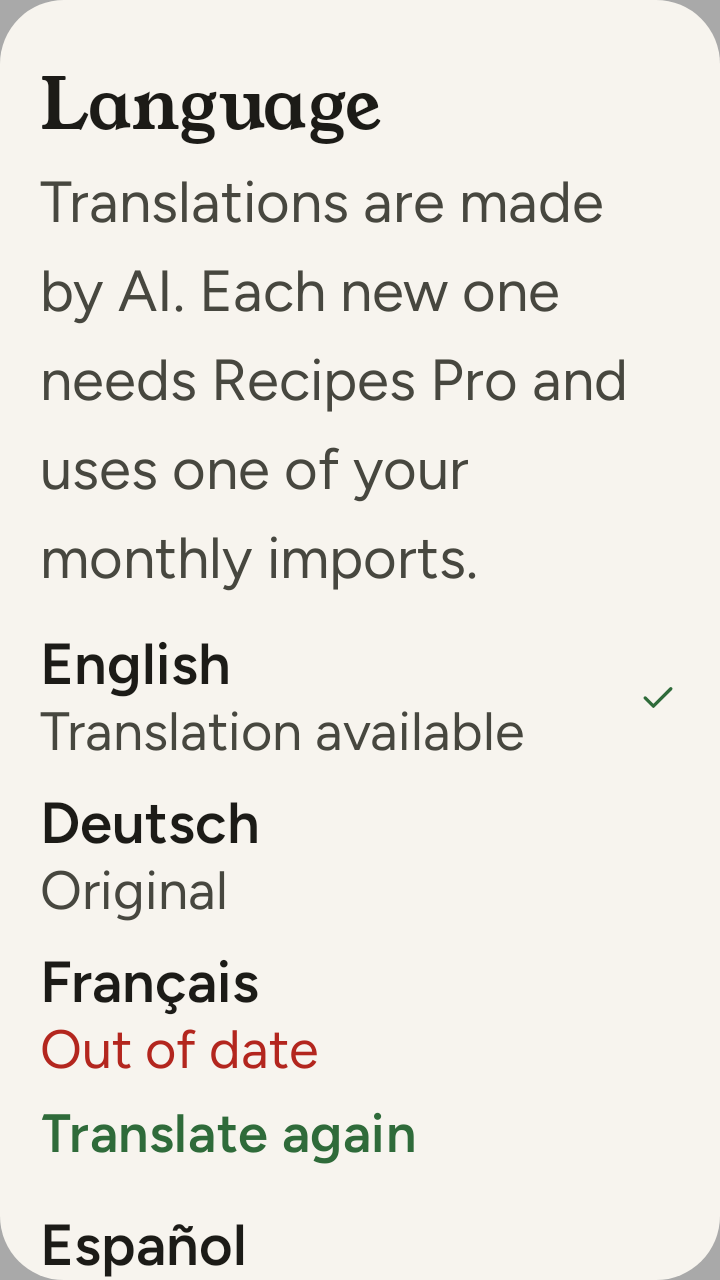 Language
Translations are made
by AI. Each new one
needs Recipes Pro and
uses one of your
monthly imports.
English
Translation available
Deutsch
Original
Français
Out of date
Translate again
Español